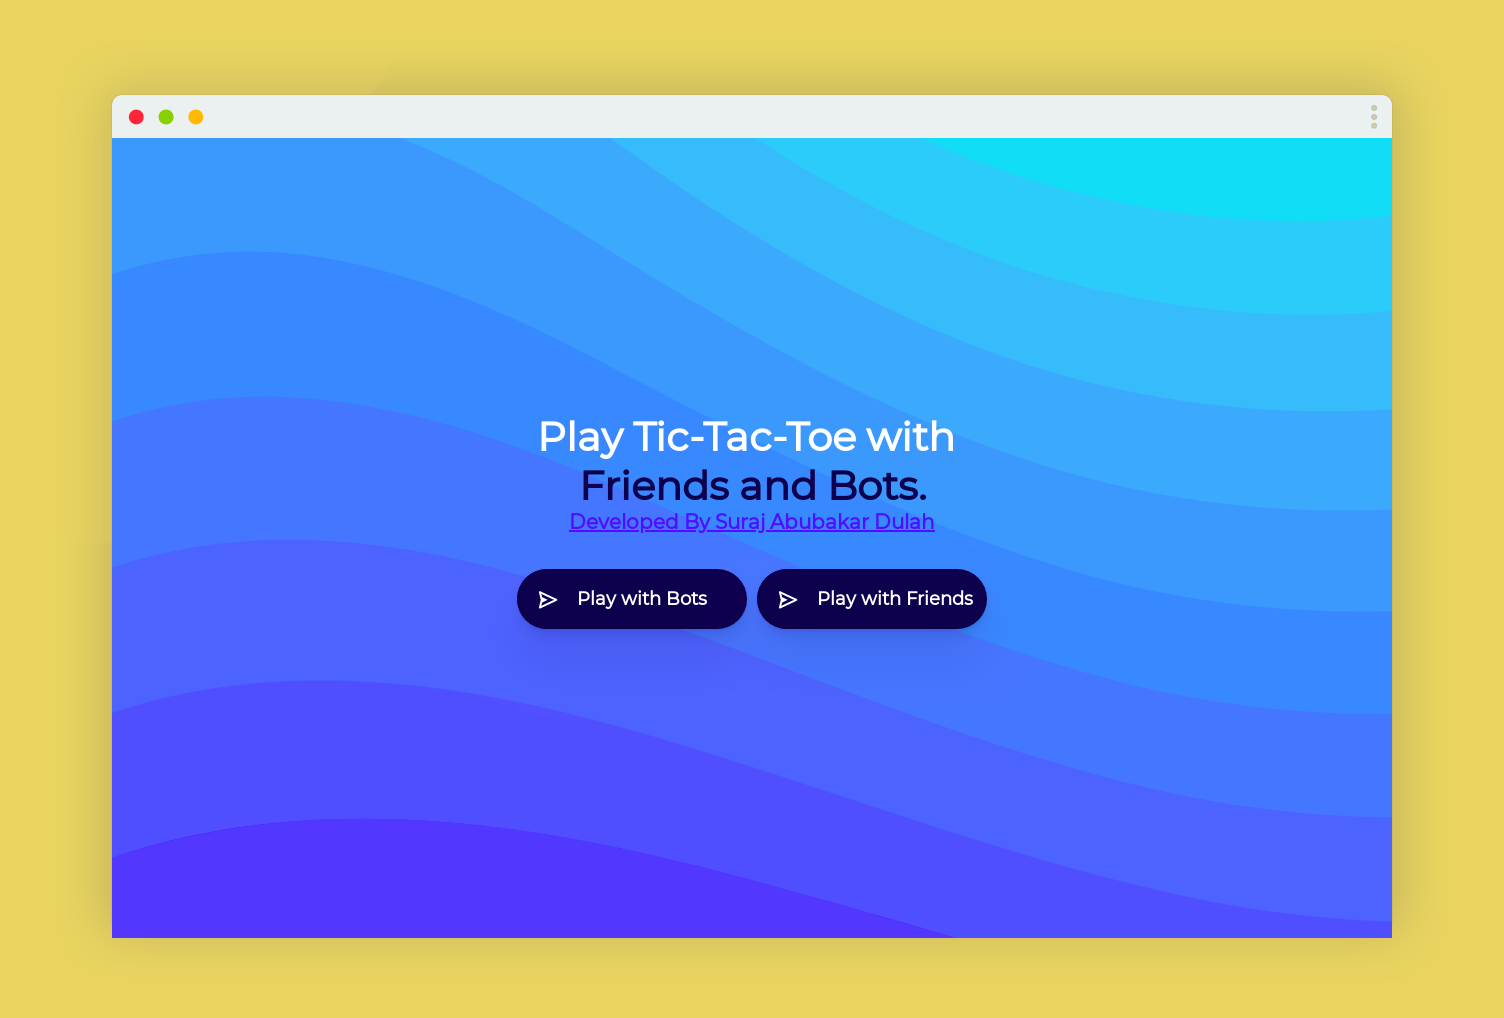 Play Tic-Tac-Toe with
Friends and Bots.
Developed By Suraj Abubakar Dulah
Play with Bots
Play with Friends